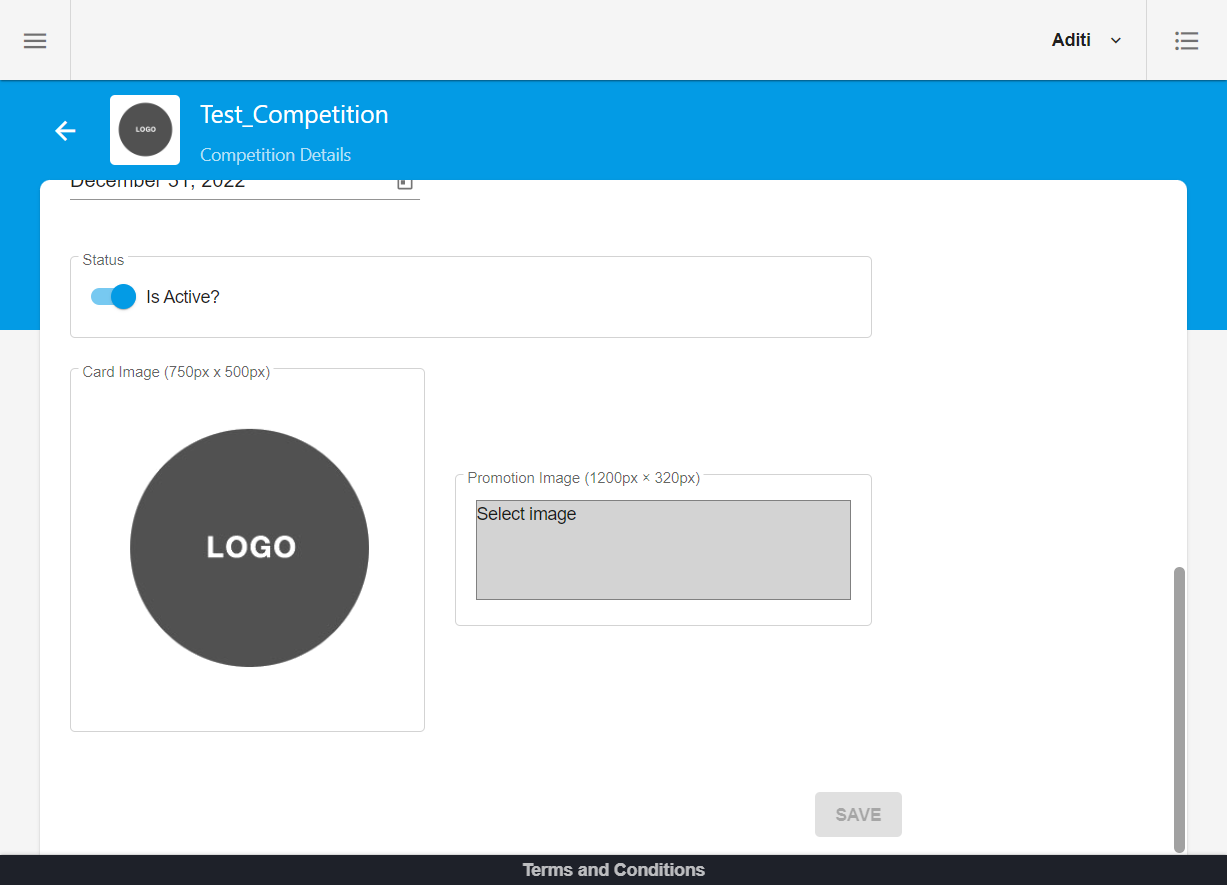 Aditi
LOGO
Test_Competition
Competition Details
December 31, 2022
Status
Is Active?
Card Image (750px x 500px)
LOGO
Promotion Image (1200px × 320px)
Select image
SAVE
Terms and Conditions